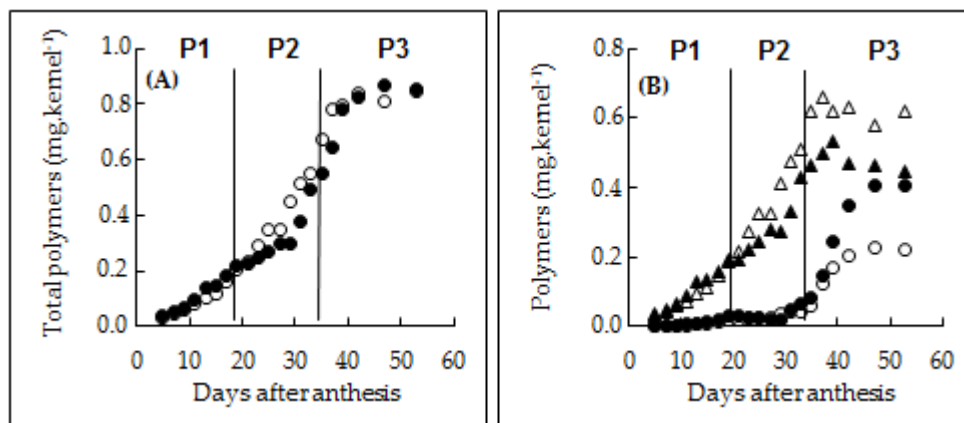 P1 P2 P3
(A)
1.0
0.8
0.6
0.4
0.2
0.0
0 10 20 30 40 50 60
Total polymers (mg.kernel⁻¹)
Days after anthesis
P1 P2 P3
(B)
0.8
0.6
0.4
0.2
0.0
0 10 20 30 40 50 60
Polymers (mg.kernel⁻¹)
Days after anthesis